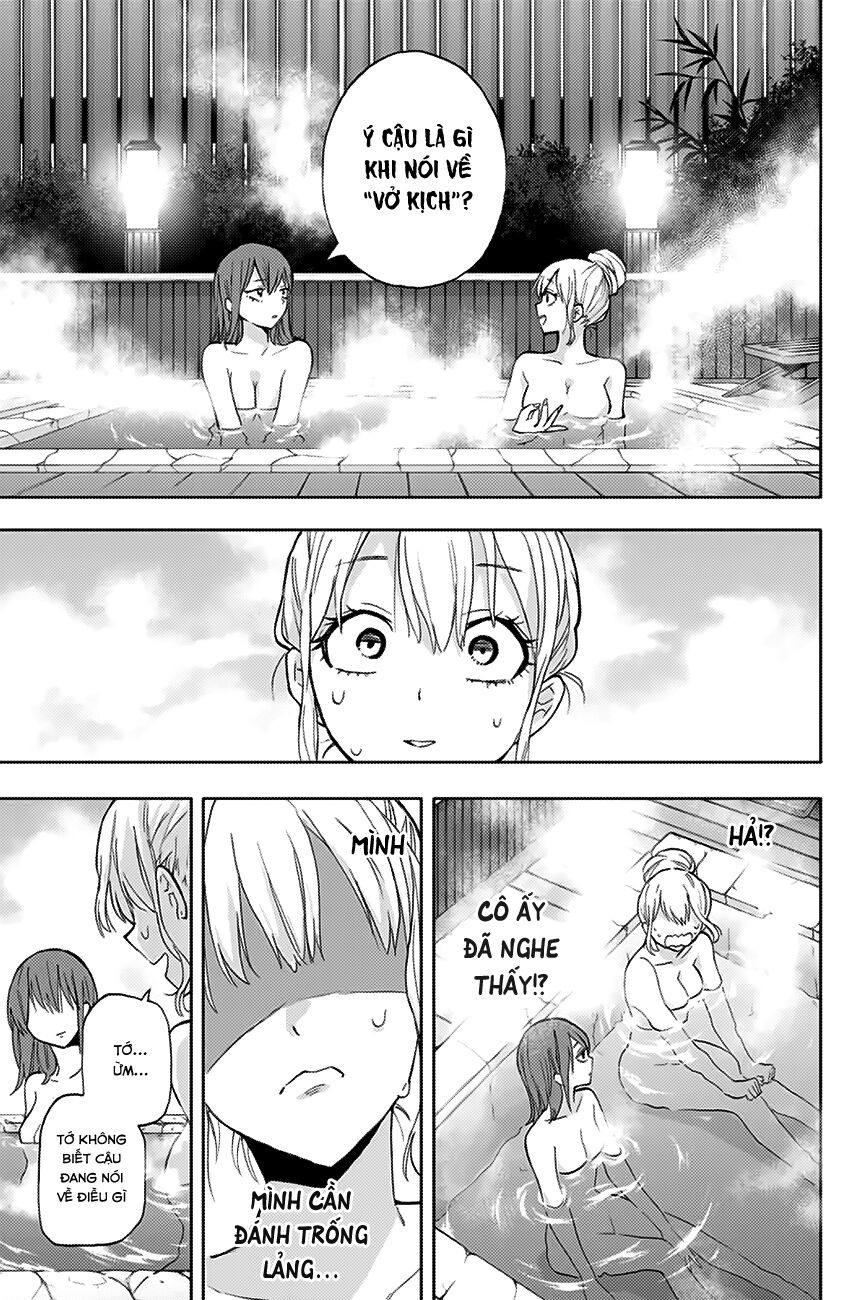 Ý CẬU LÀ GÌ
KHI NÓI VỀ
“VỞ KỊCH”?
HẢ!?
CÔ ẤY
ĐÃ NGHE
THẤY!?
MÌNH
MÌNH CẦN
ĐÁNH TRỐNG
LẢNG...
TỚ...
ỪM...
TỚ KHÔNG
BIẾT CẬU
ĐANG NÓI
VỀ ĐIỀU GÌ